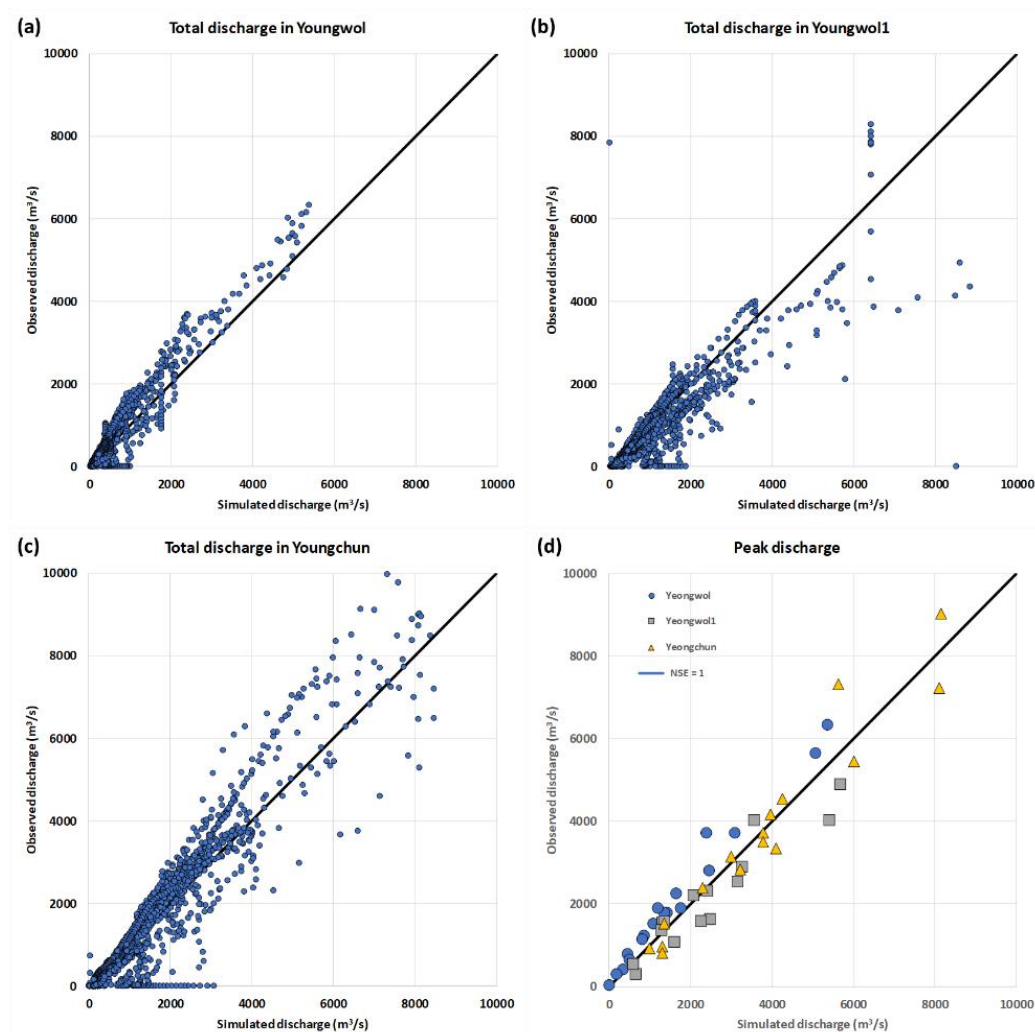 (a)
Total discharge in Youngwol
10000
8000
6000
4000
2000
0
Observed discharge (m³/s)
0 2000 4000 6000 8000 10000
Simulated discharge (m³/s)
(b)
Total discharge in Youngwol1
10000
8000
6000
4000
2000
0
Observed discharge (m³/s)
0 2000 4000 6000 8000 10000
Simulated discharge (m³/s)
(c)
Total discharge in Youngchun
10000
8000
6000
4000
2000
0
Observed discharge (m³/s)
0 2000 4000 6000 8000 10000
Simulated discharge (m³/s)
(d)
Peak discharge
10000
8000
6000
4000
2000
0
Observed discharge (m³/s)
Yeongwol
Yeongwol1
Yeongchun
NSE = 1
0 2000 4000 6000 8000 10000
Simulated discharge (m³/s)